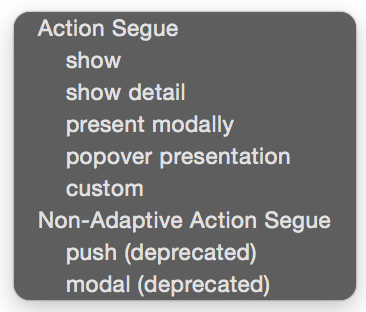 Action Segue
show
show detail
present modally
popover presentation
custom
Non-Adaptive Action Segue
push (deprecated)
modal (deprecated)